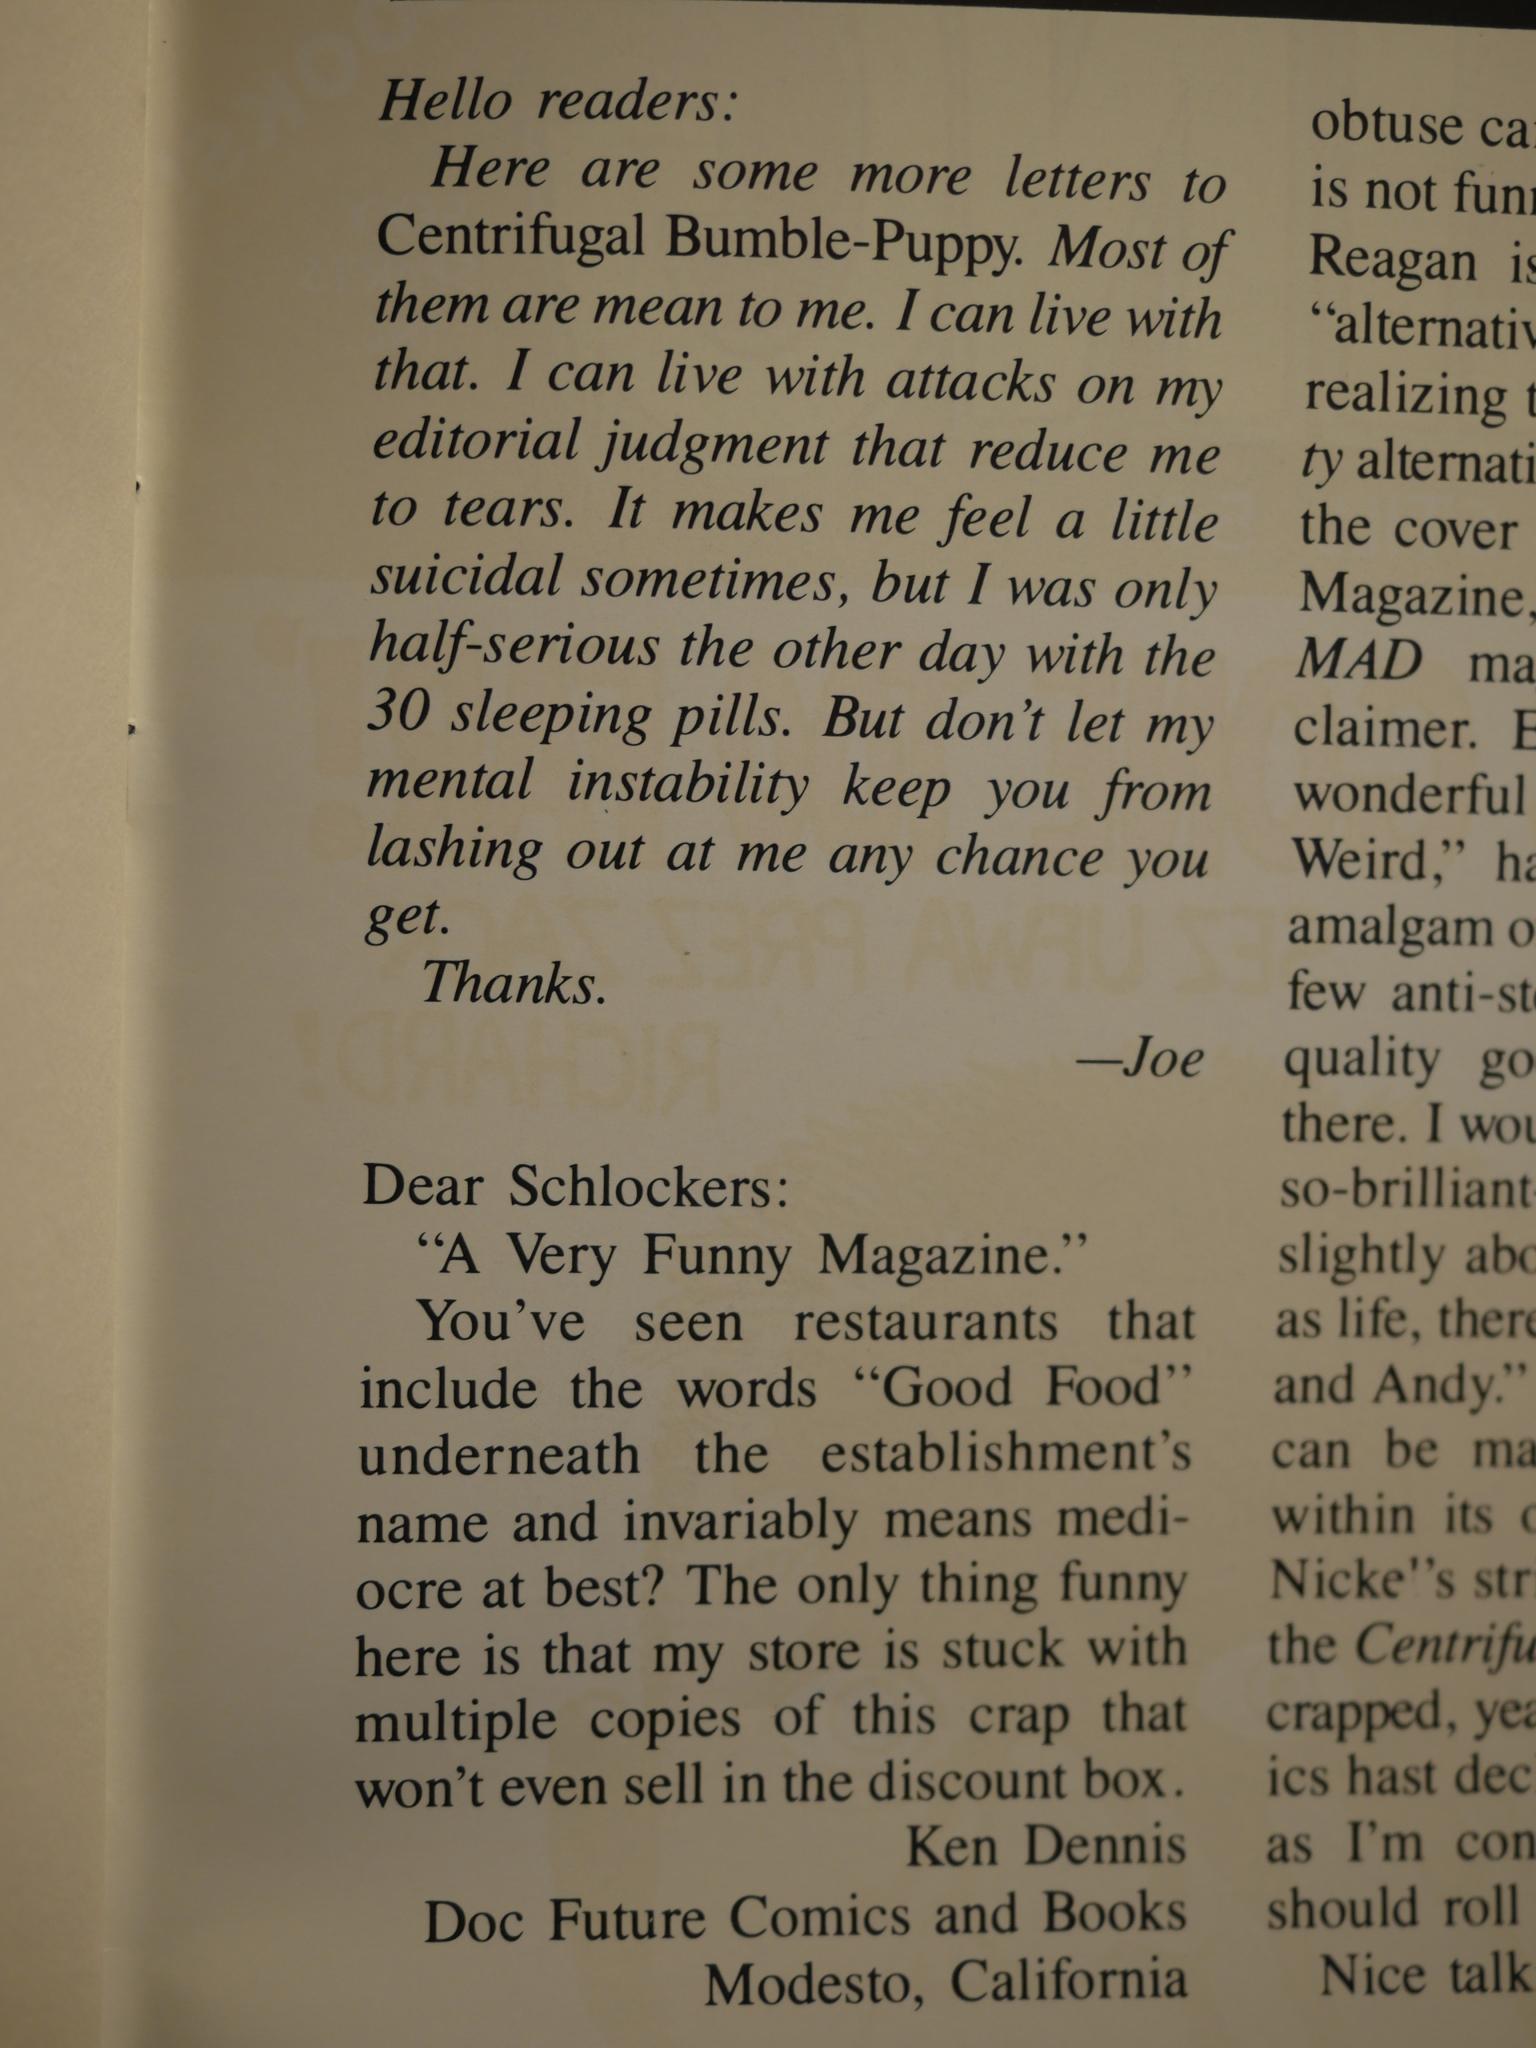 Hello readers:
Here are some more letters to
Centrifugal Bumble-Puppy. Most of
them are mean to me. I can live with
that. I can live with attacks on my
editorial judgment that reduce me
to tears. It makes me feel a little
suicidal sometimes, but I was only
half-serious the other day with the
30 sleeping pills. But don't let my
mental instability keep you from
lashing out at me any chance you
get.
Thanks.
—Joe
Dear Schlockers:
“A Very Funny Magazine.”
You've seen restaurants that
include the words “Good Food”
underneath the establishment's
name and invariably means medi-
ocre at best? The only thing funny
here is that my store is stuck with
multiple copies of this crap that
won't even sell in the discount box.
Ken Dennis
Doc Future Comics and Books
Modesto, California
obtuse
is not
Reagan
realizing
ty
the cover
Magazine,
MAD
claimer.
wonderful
Weird,”
amalgam
few
quality
there. I
slightly
as life,
and Andy.”
can be
within its
Nicke''s
the
crapped,
ics hast
as I'm
should roll
Nice